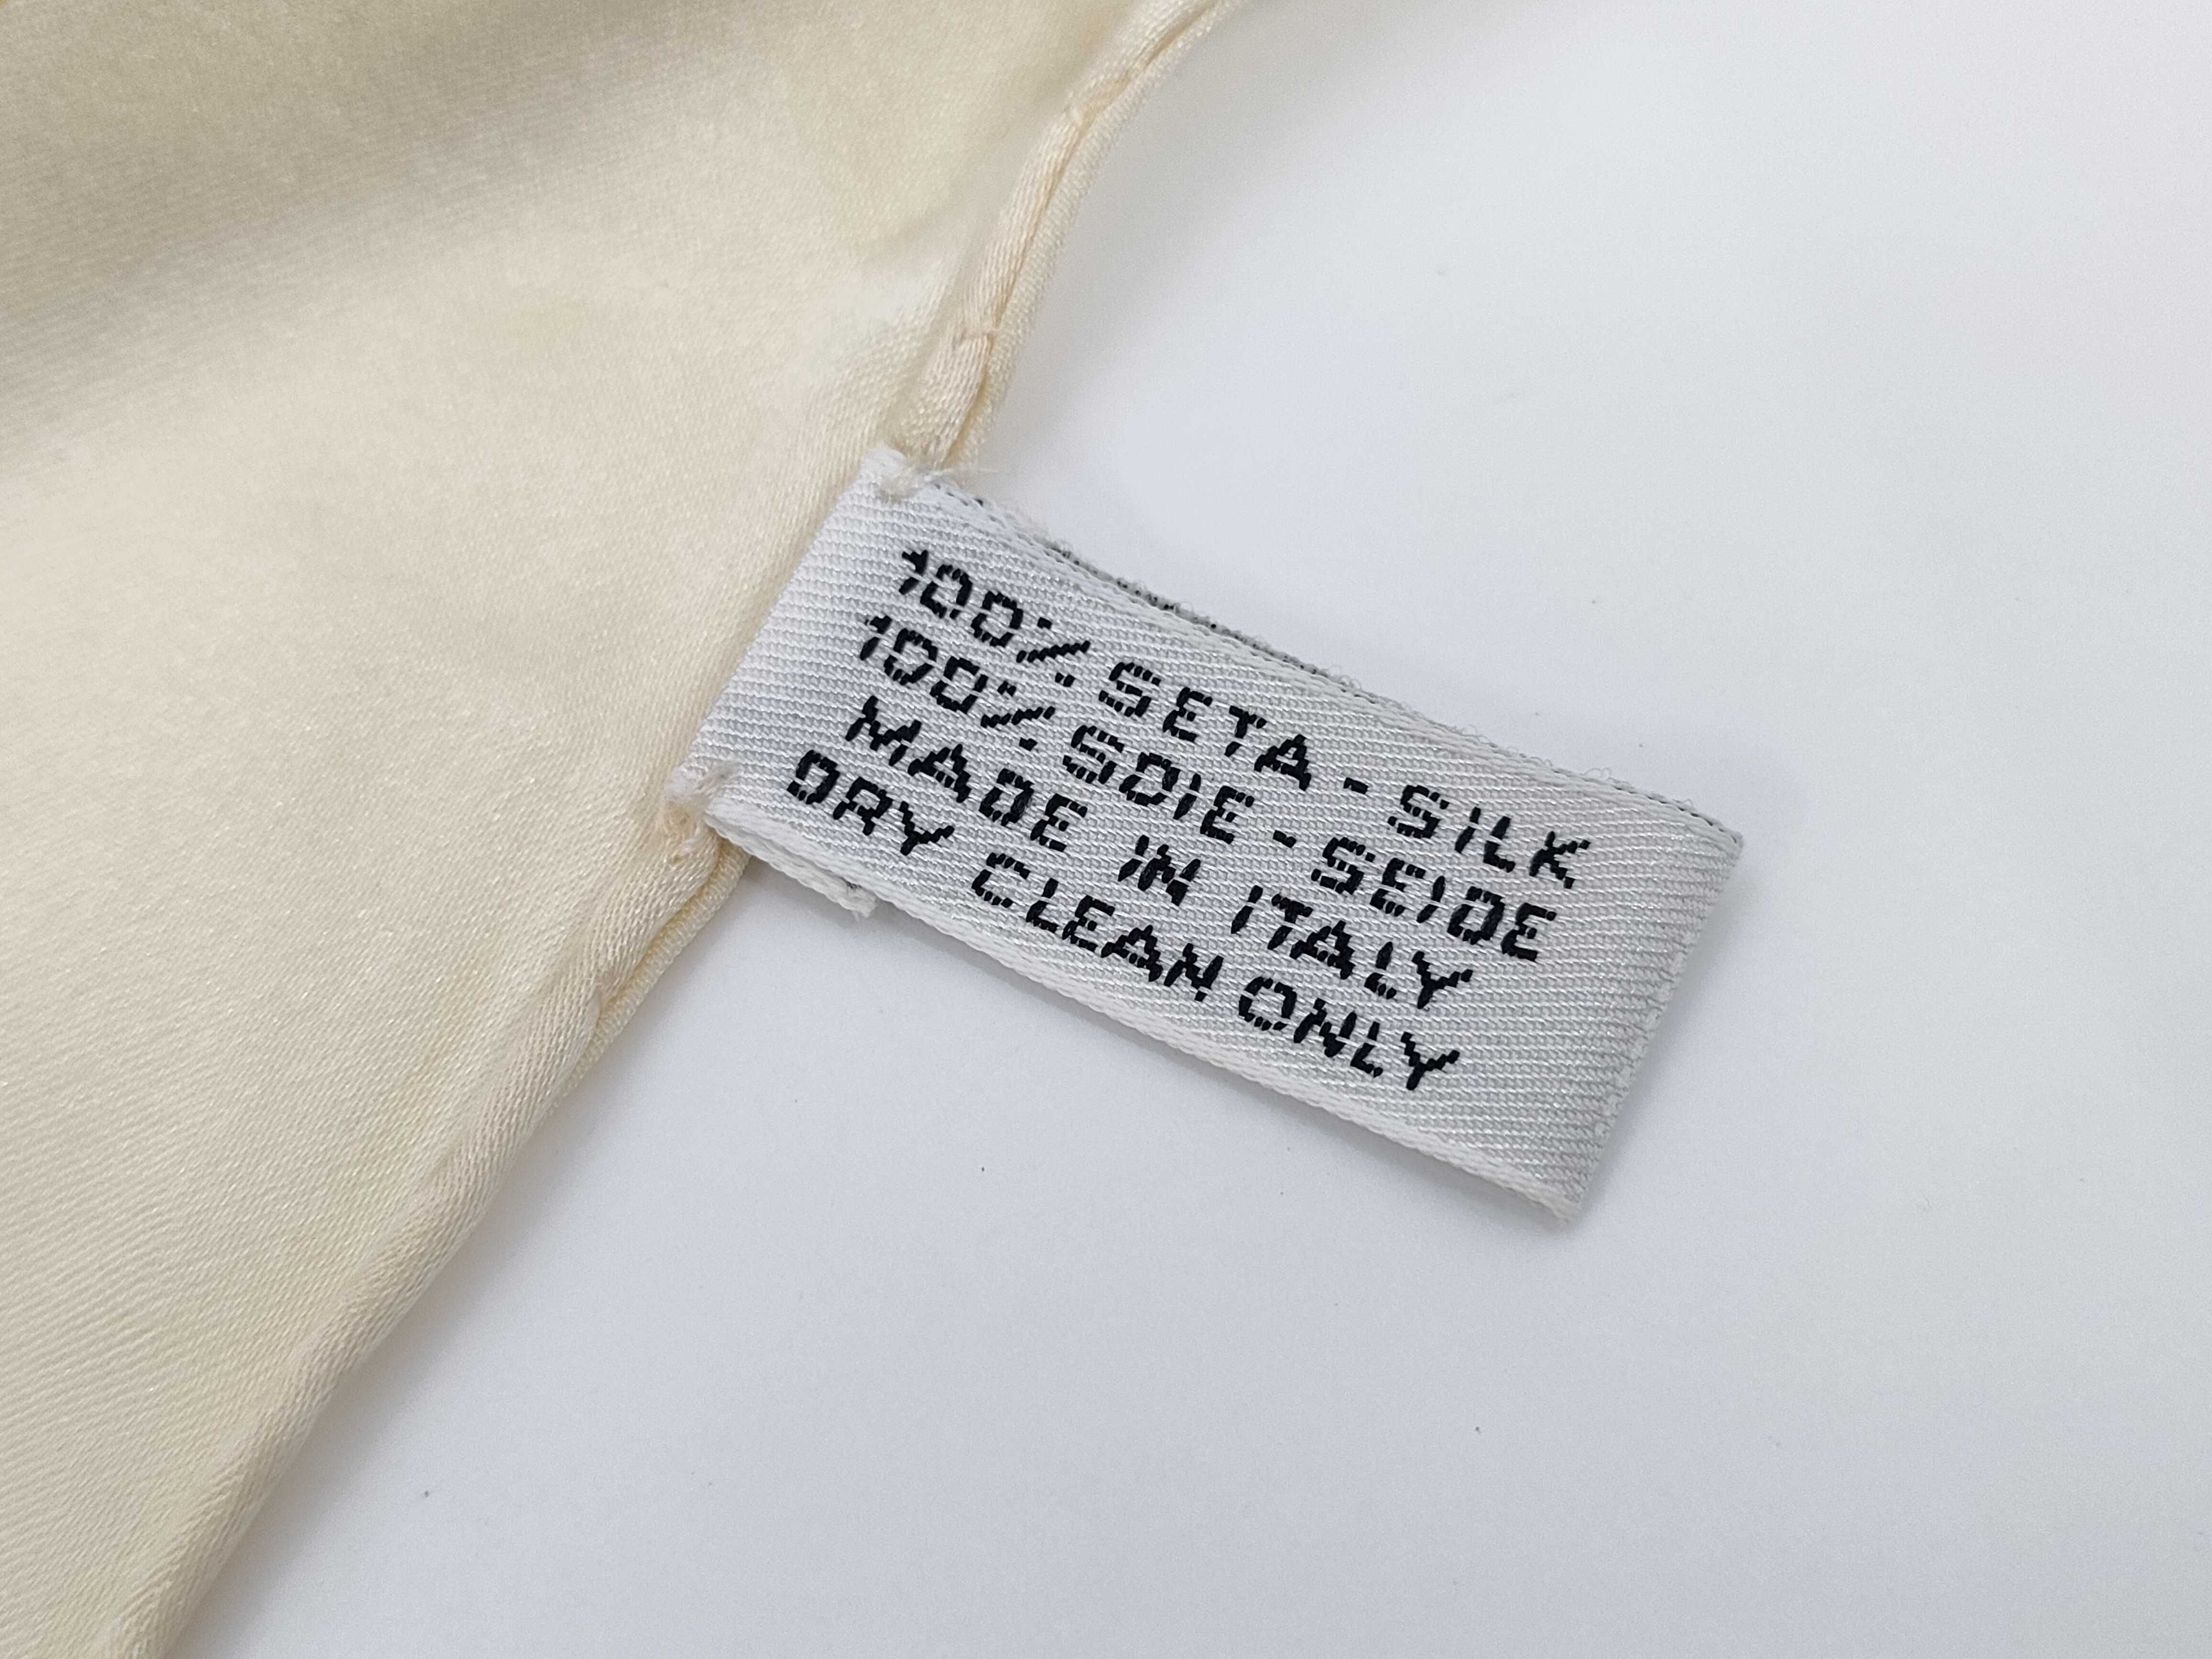 100% SETA - SILK
100% SOIE - SEIDE
MADE IN ITALY
DRY CLEAN ONLY